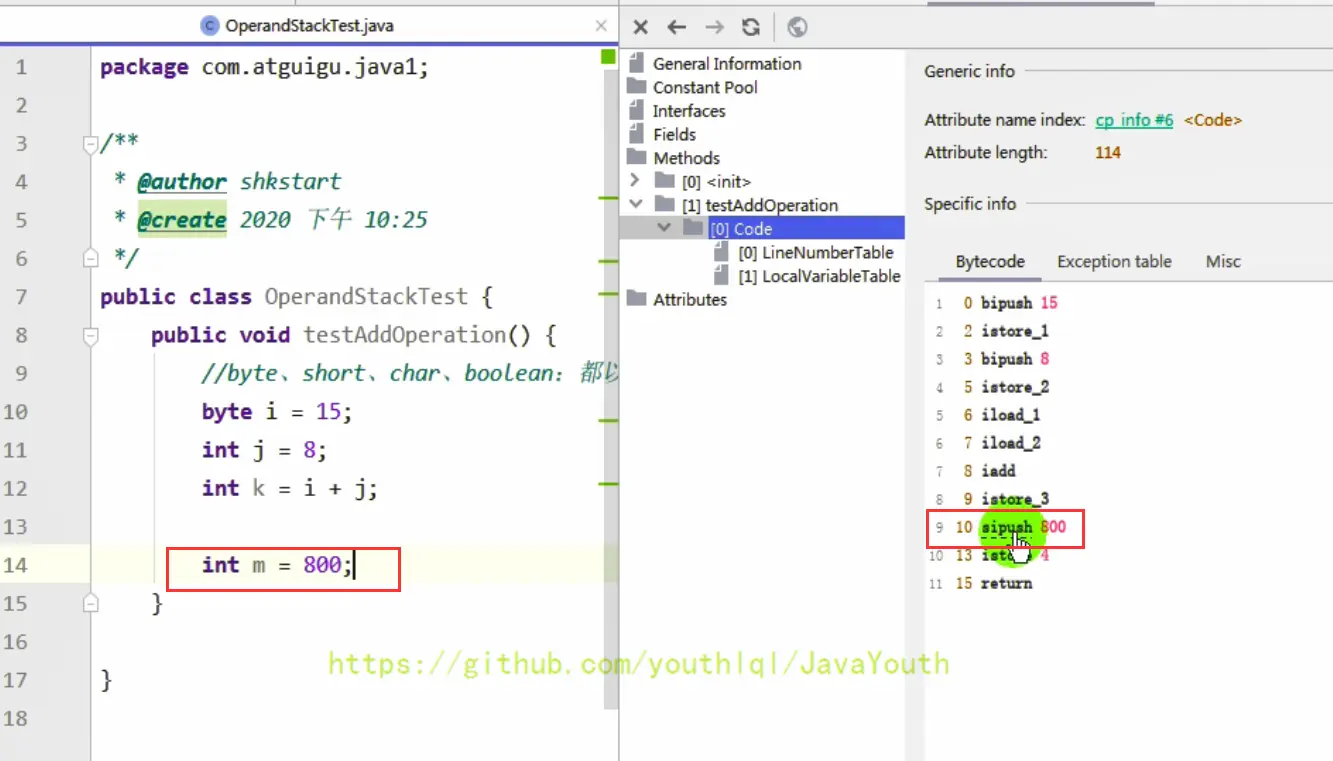 OperandStackTest.java
1 package com.atguigu.java1;
2
3 /**
4 * @author shkstart
5 * @create 2020 下午 10:25
6 */
7 public class OperandStackTest {
8 public void testAddOperation() {
9 //byte、short、char、boolean：都以
10 byte i = 15;
11 int j = 8;
12 int k = i + j;
13
14 int m = 800;
15 }
16
17 }
18
General Information
Constant Pool
Interfaces
Fields
Methods
[0] <init>
[1] testAddOperation
[0] Code
[0] LineNumberTable
[1] LocalVariableTable
Attributes
Generic info
Attribute name index: cp info #6 <Code>
Attribute length: 114
Specific info
Bytecode Exception table Misc
1 0 bipush 15
2 2 istore_1
3 3 bipush 8
4 5 istore_2
5 6 iload_1
6 7 iload_2
7 8 iadd
8 9 istore_3
9 10 sipush 800
10 13 istore 4
11 15 return
https://github.com/youthlql/JavaYouth